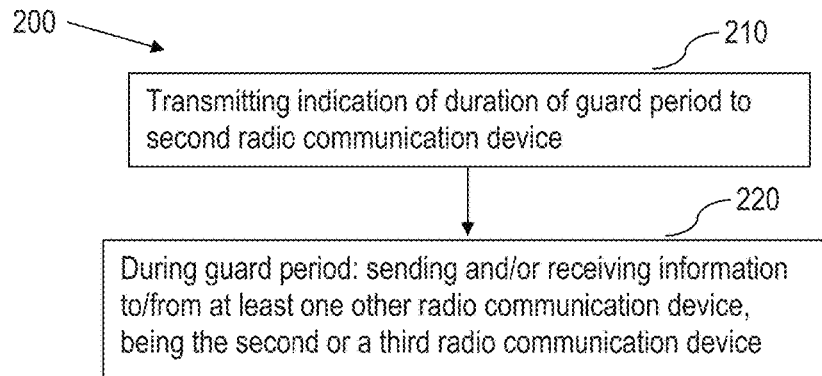 200
210
Transmitting indication of duration of guard period to
second radio communication device
220
During guard period: sending and/or receiving information
to/from at least one other radio communication device,
being the second or a third radio communication device